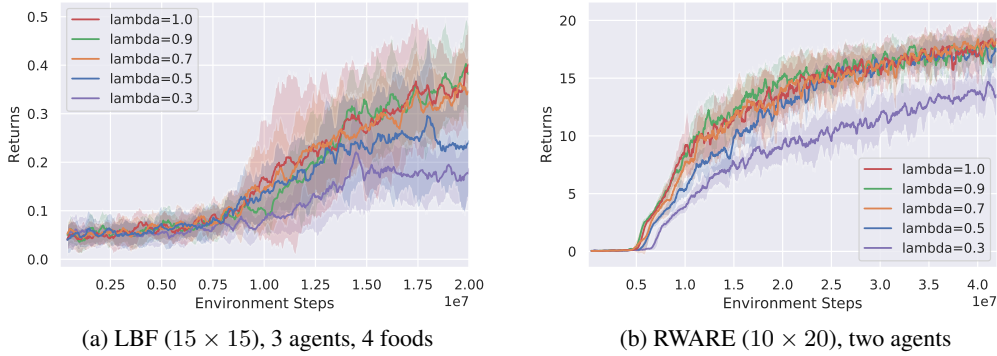 0.5
0.4
0.3
0.2
0.1
0.0
Returns
lambda=1.0
lambda=0.9
lambda=0.7
lambda=0.5
lambda=0.3
0.25 0.50 0.75 1.00 1.25 1.50 1.75 2.00
Environment Steps
1e7
(a) LBF (15 × 15), 3 agents, 4 foods
20
15
10
5
0
Returns
lambda=1.0
lambda=0.9
lambda=0.7
lambda=0.5
lambda=0.3
0.5 1.0 1.5 2.0 2.5 3.0 3.5 4.0
Environment Steps
1e7
(b) RWARE (10 × 20), two agents